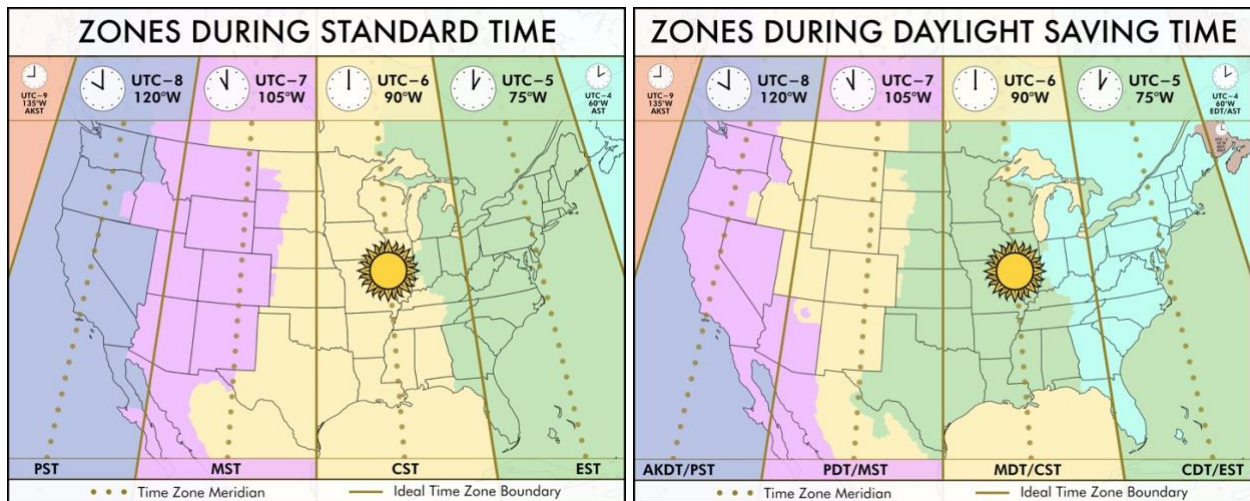 ZONES DURING STANDARD TIME
UTC–9
135°W
AKST
UTC–8
120°W
UTC–7
105°W
UTC–6
90°W
UTC–5
75°W
UTC–4
60°W
AST
PST
MST
CST
EST
Time Zone Meridian
Ideal Time Zone Boundary
ZONES DURING DAYLIGHT SAVING TIME
UTC–9
135°W
AKST
UTC–8
120°W
UTC–7
105°W
UTC–6
90°W
UTC–5
75°W
UTC–4
60°W
EDT/AST
AKDT/PST
PDT/MST
MDT/CST
CDT/EST
Time Zone Meridian
Ideal Time Zone Boundary